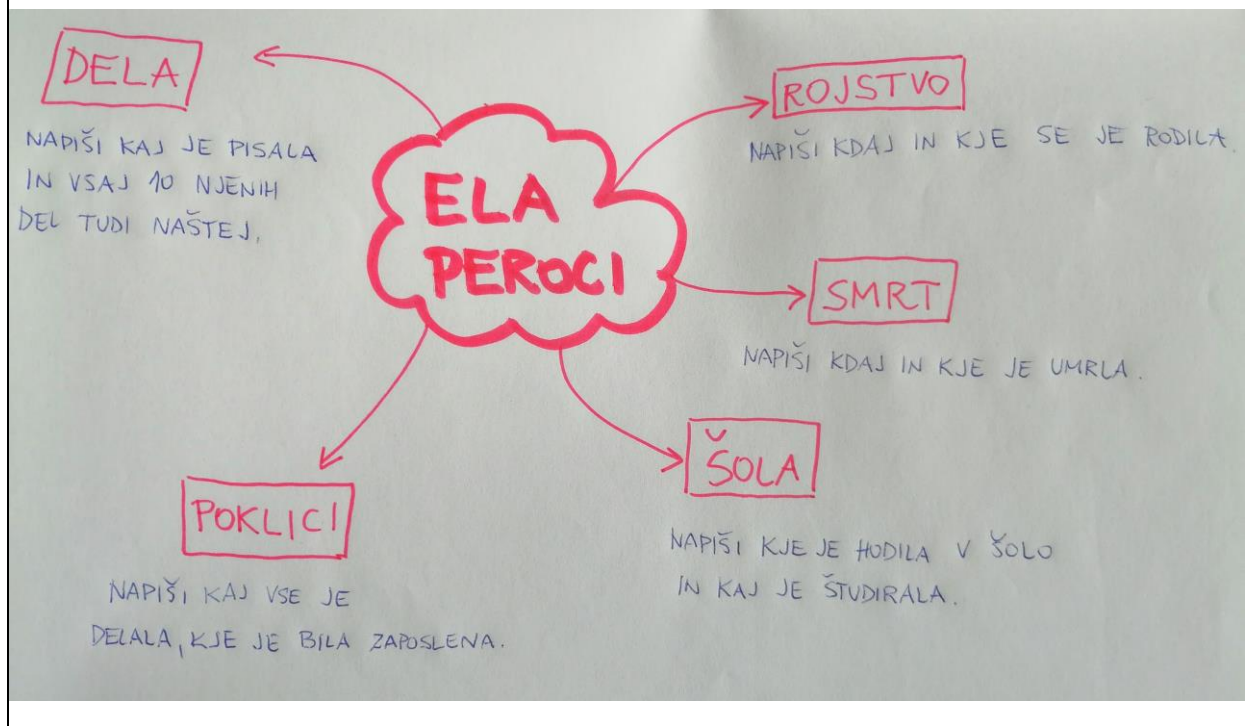 DELA
NAPIŠI KAJ JE PISALA
IN VSAJ 10 NJENIH
DEL TUDI NAŠTEJ.
ELA
PEROCI
ROJSTVO
NAPIŠI KDAJ IN KJE SE JE RODILA.
SMRT
NAPIŠI KDAJ IN KJE JE UMRLA.
ŠOLA
NAPIŠI KJE JE HODILA V ŠOLO
IN KAJ JE ŠTUDIRALA.
POKLICI
NAPIŠI KAJ VSE JE
DELALA, KJE JE BILA ZAPOSLENA.